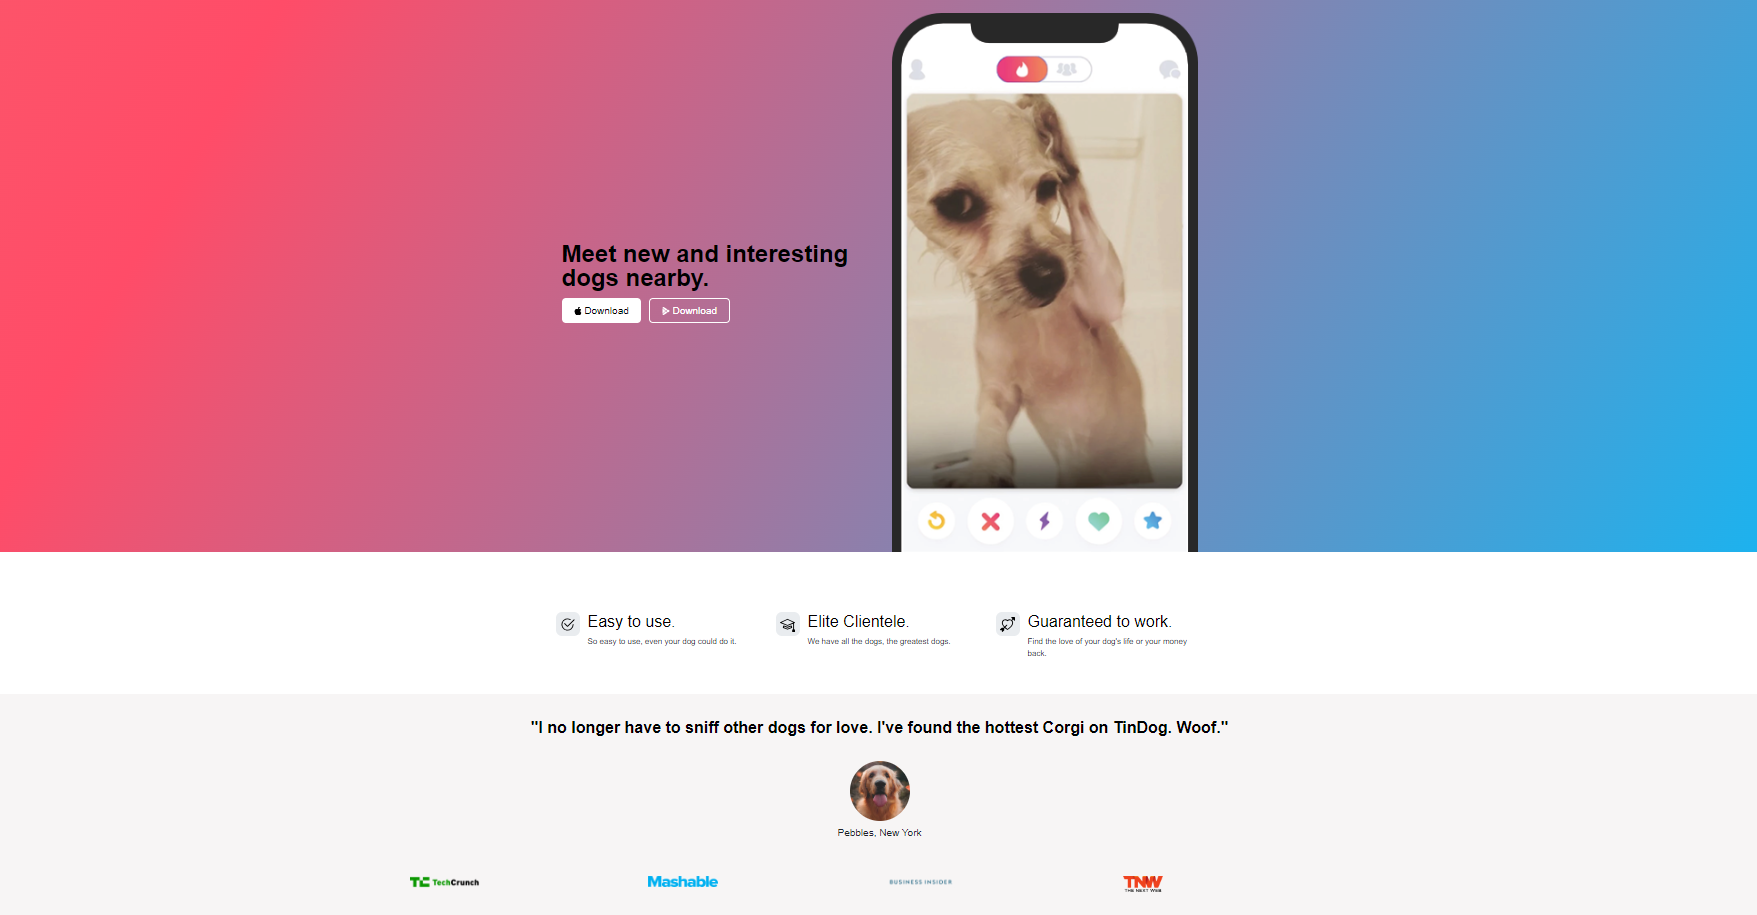 Meet new and interesting
dogs nearby.
Download
Download
Easy to use.
So easy to use, even your dog could do it.
Elite Clientele.
We have all the dogs, the greatest dogs.
Guaranteed to work.
Find the love of your dog's life or your money
back.
"I no longer have to sniff other dogs for love. I've found the hottest Corgi on TinDog. Woof."
Pebbles, New York
TC TechCrunch
Mashable
BUSINESS INSIDER
TNW
THE NEXT WEB